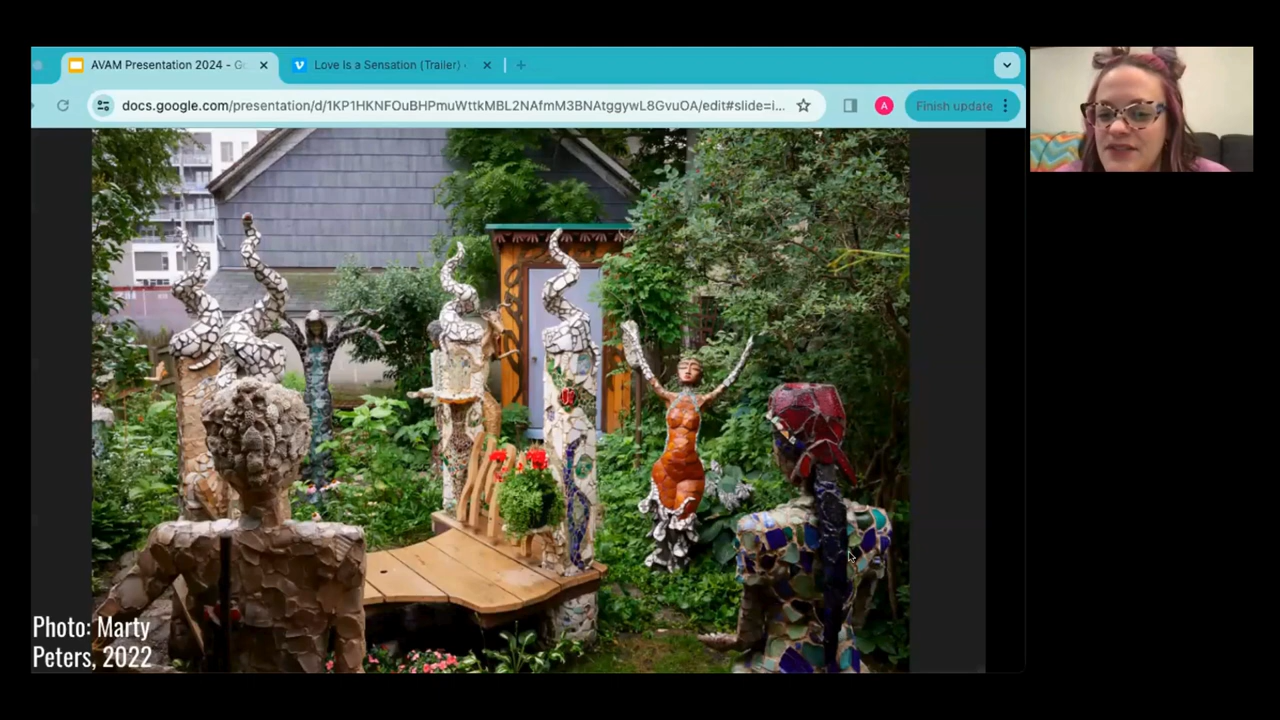 AVAM Presentation 2024 - Go
Love Is a Sensation (Trailer)
docs.google.com/presentation/d/1KP1HKNFOuBHPmuWttkMBL2NAfmM3BNAtggywL8GvuOA/edit#slide=i...
A
Finish update
Photo: Marty
Peters, 2022